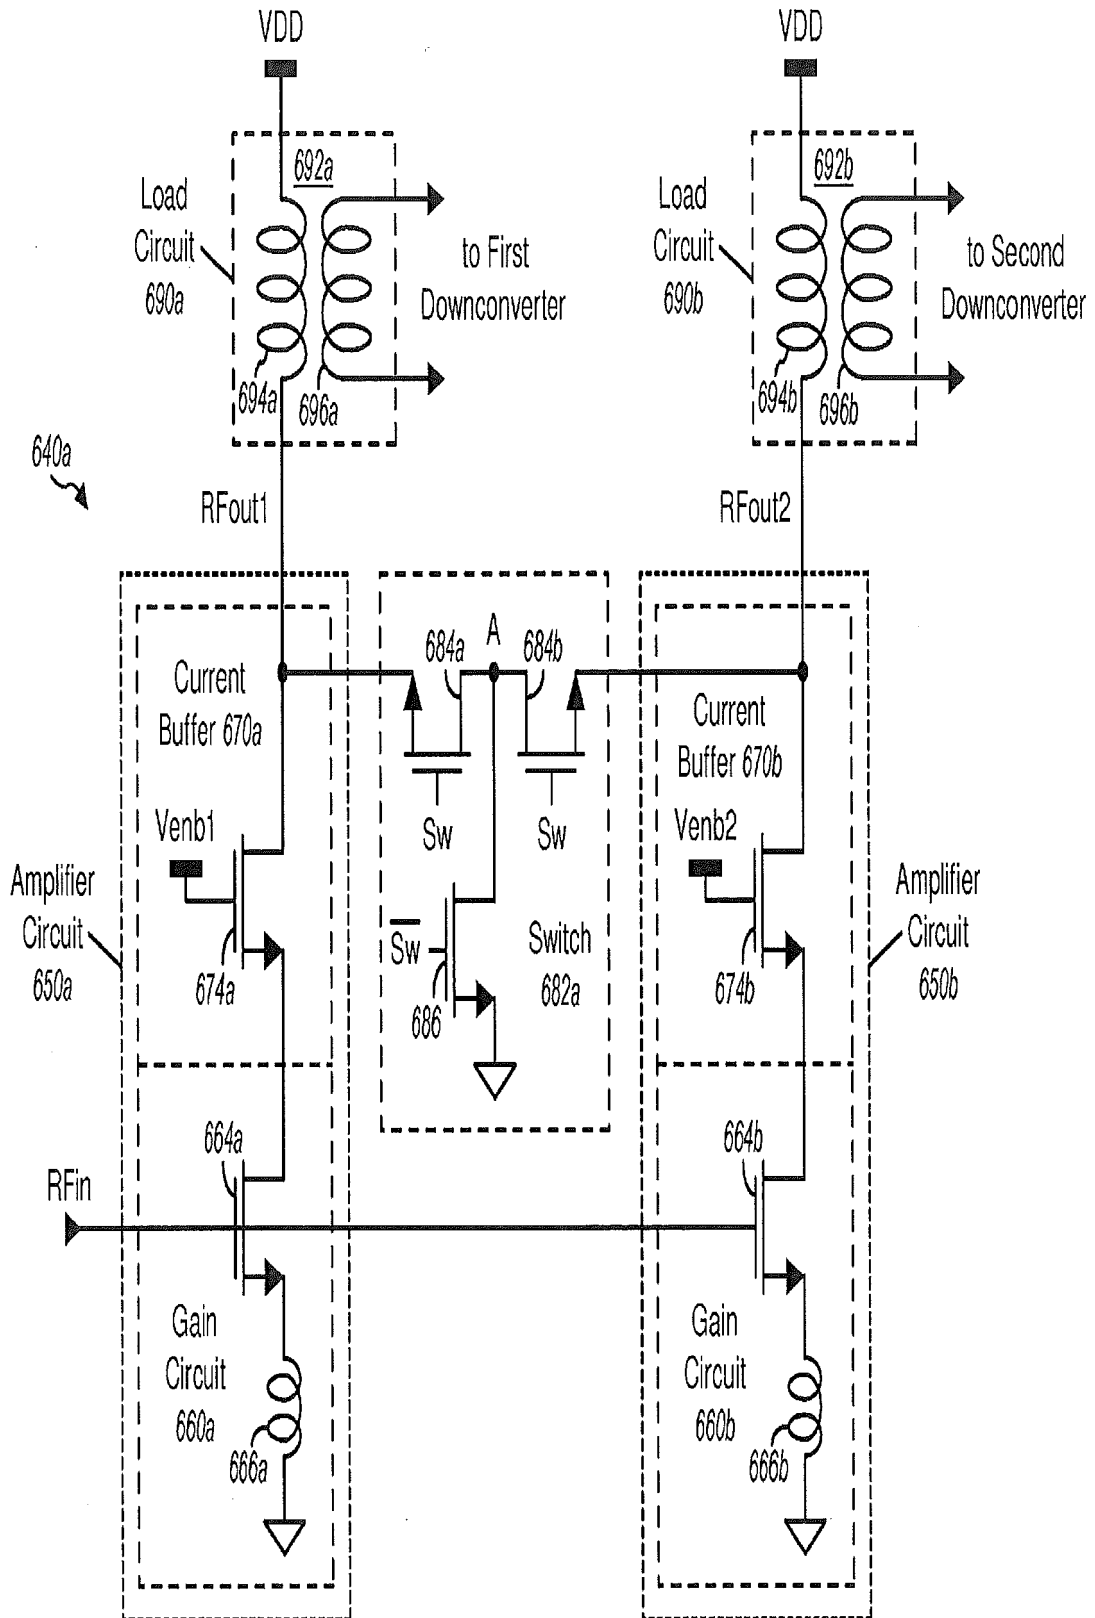 VDD
VDD
692a
692b
Load
Circuit
690a
to First
Downconverter
Load
Circuit
690b
to Second
Downconverter
694a
696a
694b
696b
640a
RFout1
RFout2
684a
A
684b
Current
Buffer 670a
Current
Buffer 670b
Sw
Sw
Venb1
Venb2
Amplifier
Circuit
650a
Amplifier
Circuit
650b
Sw
Switch
682a
674a
686
674b
664a
664b
RFin
Gain
Circuit
660a
Gain
Circuit
660b
666a
666b